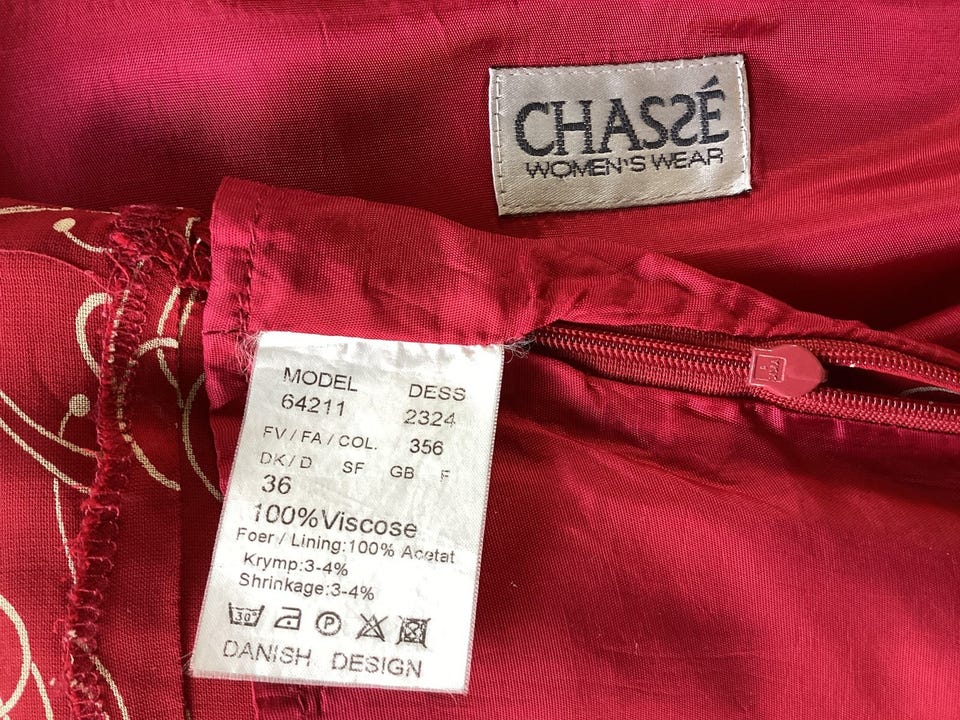 CHASSÉ
WOMEN'S WEAR
MODEL DESS
64211 2324
FV / FA / COL. 356
DK / D SF GB F
36
100% Viscose
Foer / Lining:100% Acetat
Krymp:3-4%
Shrinkage:3-4%
30° P
DANISH DESIGN